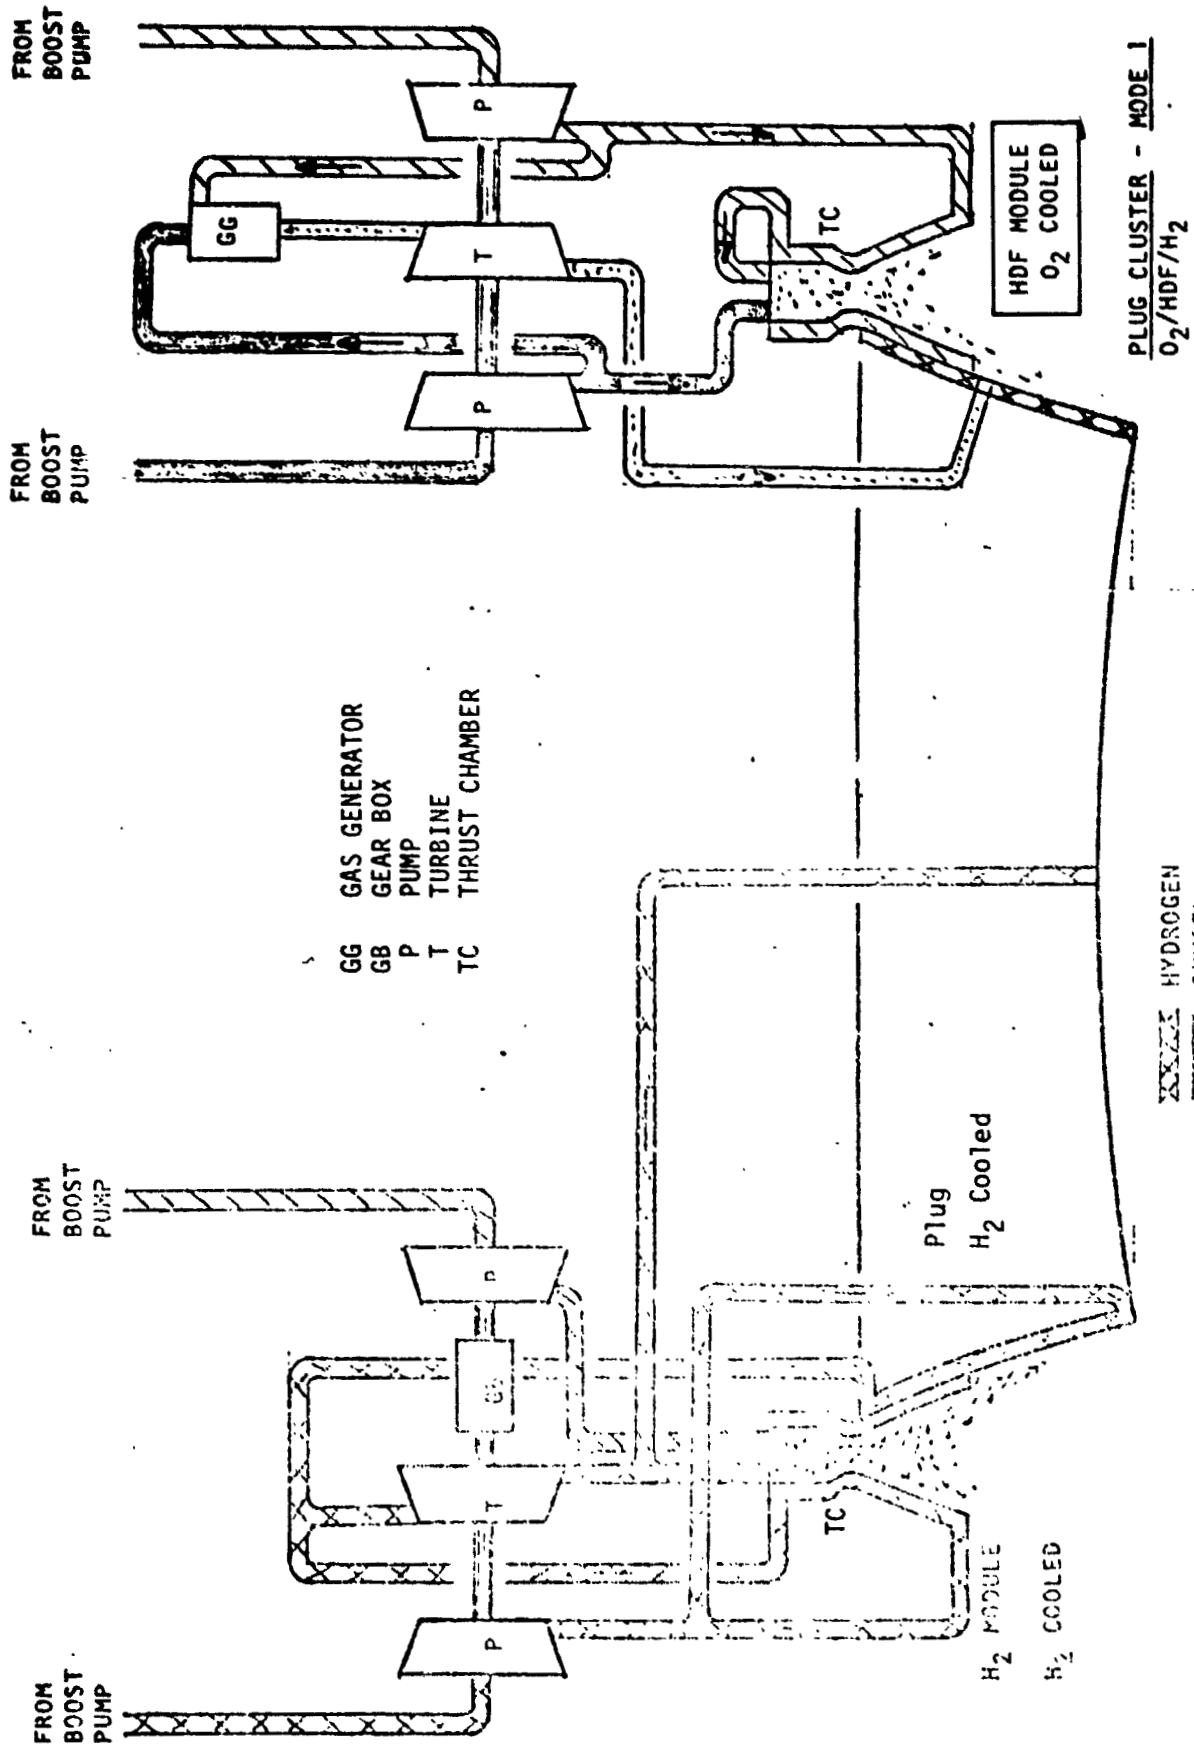 FROM
BOOST
PUMP
FROM
BOOST
PUMP
FROM
BOOST
PUMP
FROM
BOOST
PUMP
GG GAS GENERATOR
GB GEAR BOX
P PUMP
T TURBINE
TC THRUST CHAMBER
P
T
P
P
T
P
GG
TC
TC
Plug
H2 Cooled
H2 MODULE
H2 COOLED
HDF MODULE
O2 COOLED
HYDROGEN
PLUG CLUSTER - MODE 1
O2/HDF/H2